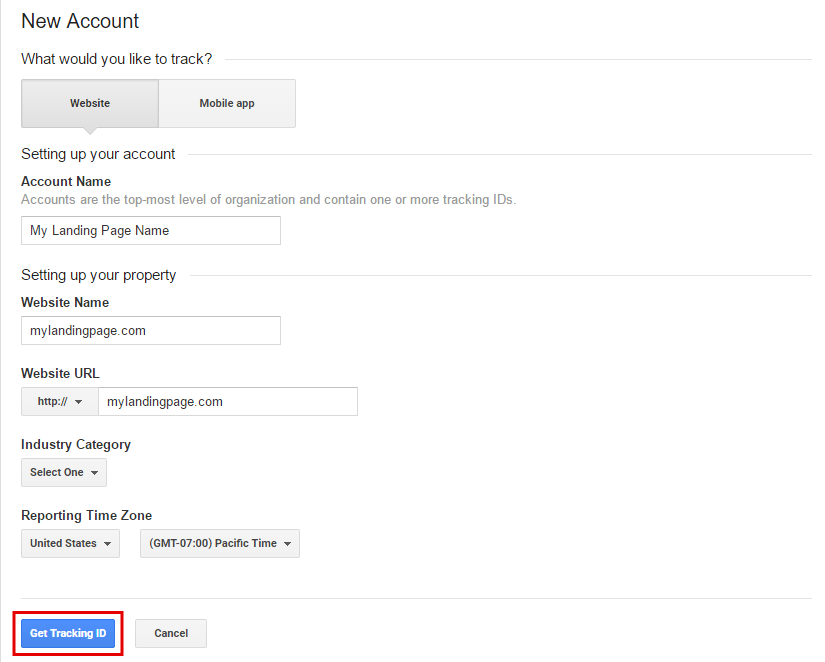 New Account
What would you like to track?
Website Mobile app
Setting up your account
Account Name
Accounts are the top-most level of organization and contain one or more tracking IDs.
My Landing Page Name
Setting up your property
Website Name
mylandingpage.com
Website URL
http:// mylandingpage.com
Industry Category
Select One
Reporting Time Zone
United States (GMT-07:00) Pacific Time
Get Tracking ID Cancel